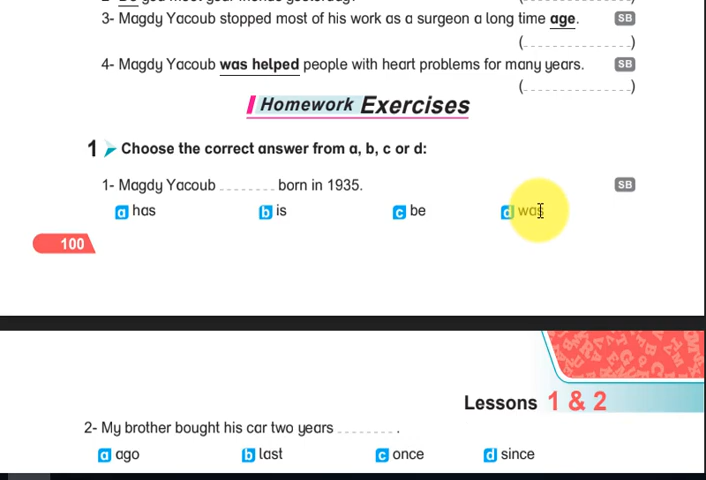 3- Magdy Yacoub stopped most of his work as a surgeon a long time age. SB
(_ _ _ _ _ _ _ _ _ _ _ _ _)
4- Magdy Yacoub was helped people with heart problems for many years. SB
(_ _ _ _ _ _ _ _ _ _ _ _ _)
Homework Exercises
1 Choose the correct answer from a, b, c or d:
1- Magdy Yacoub _ _ _ _ _ _ _ born in 1935. SB
a has b is c be d was
100
Lessons 1 & 2
2- My brother bought his car two years _ _ _ _ _ _ _ .
a ago b last c once d since